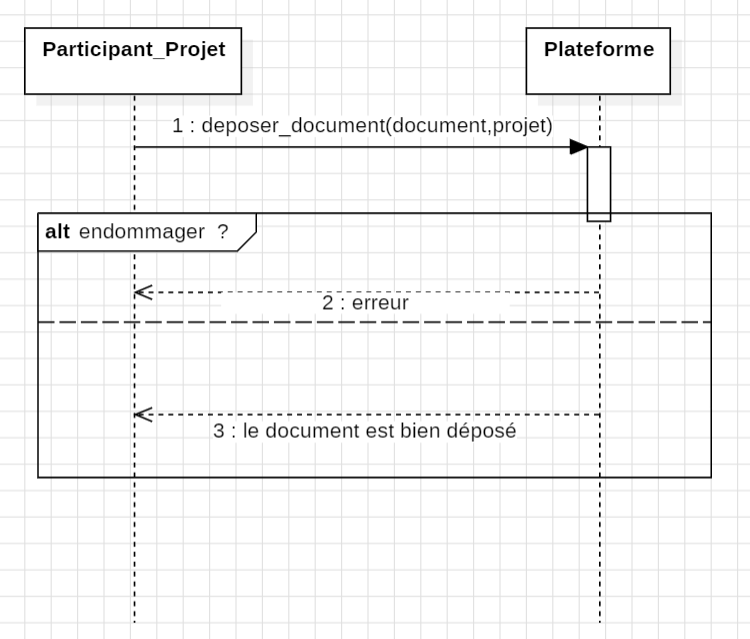 Participant_Projet
Plateforme
1 : deposer_document(document,projet)
alt endommager ?
2 : erreur
3 : le document est bien déposé